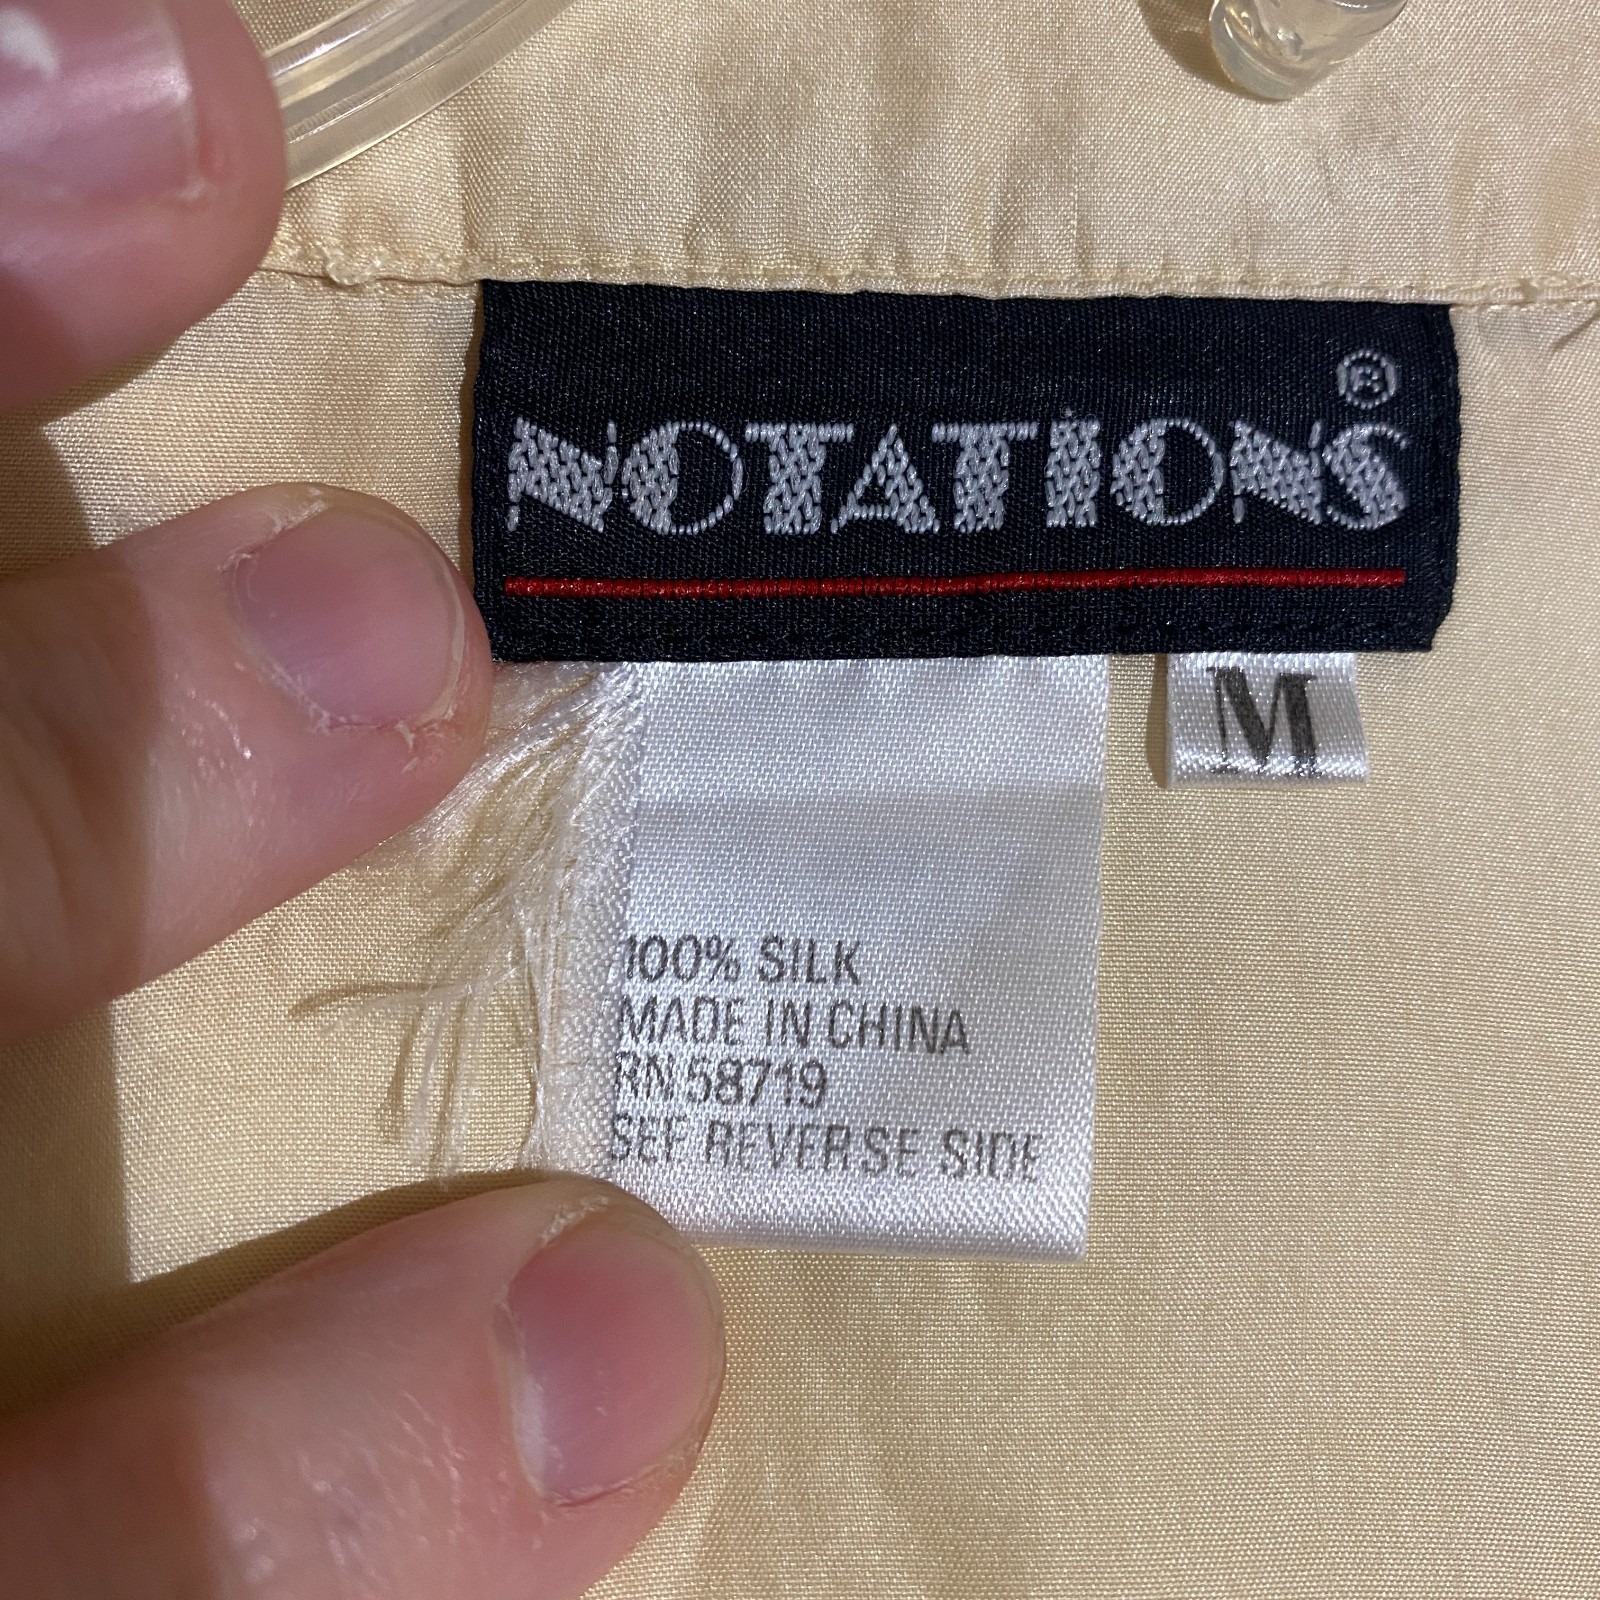 NOTATIONS®
M
100% SILK
MADE IN CHINA
RN 58719
SEE REVERSE SIDE